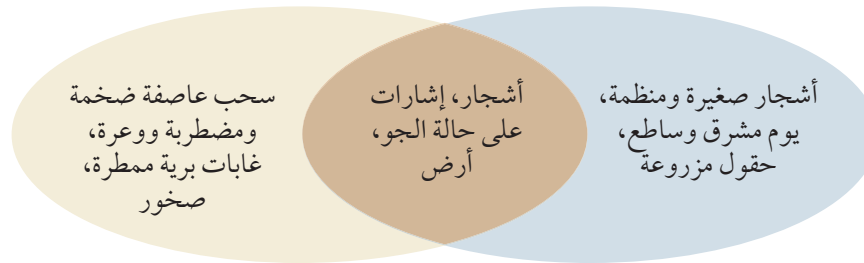 أشجار صغيرة ومنظمة،
يوم مشرق وساطع،
حقول مزروعة
أشجار، إشارات
على حالة الجو،
أرض
سحب عاصفة ضخمة
ومضطربة ووعرة،
غابات برية ممطرة،
صخور